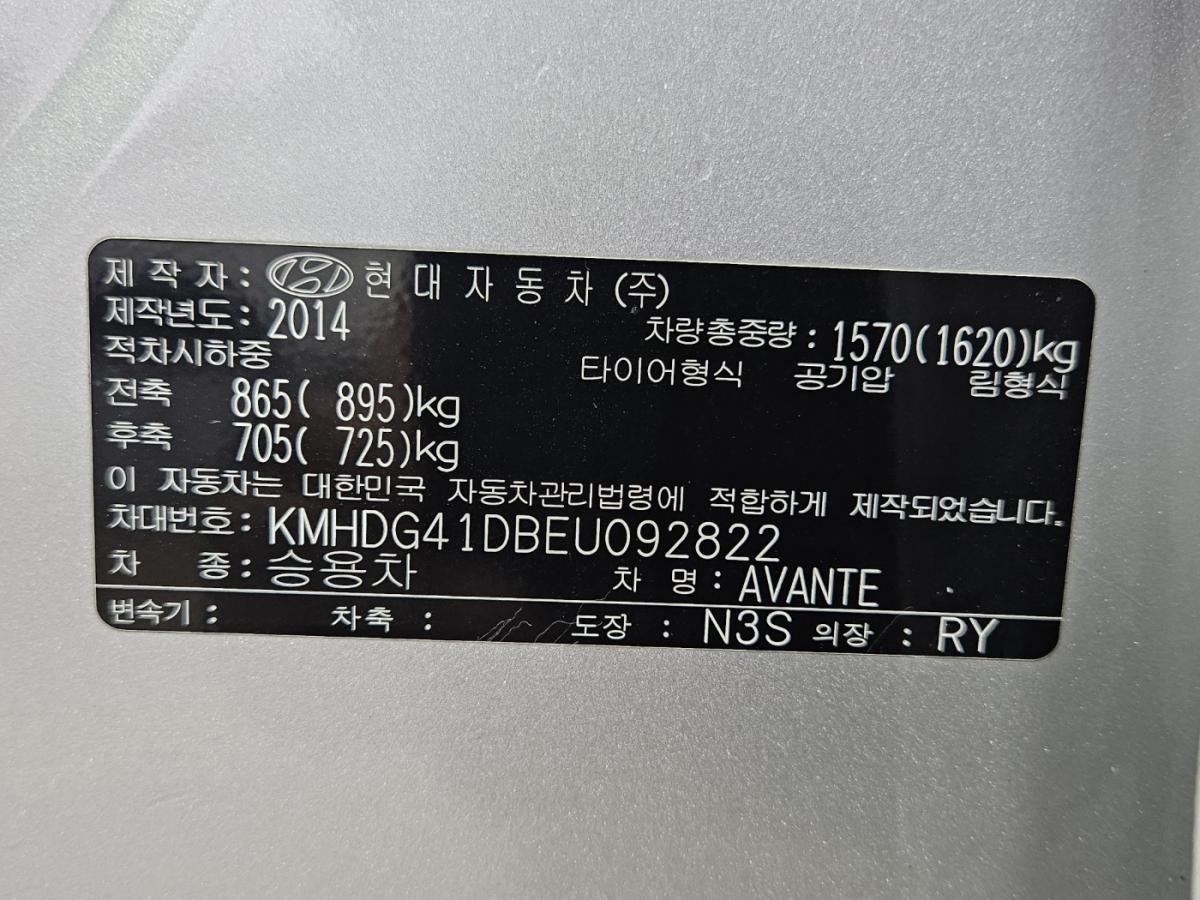 제 작 자 : 현 대 자 동 차 (주)
제작년도 : 2014
차량총중량 : 1570(1620)kg
적차시하중
타이어형식 공기압 림형식
전축 865( 895)kg
후축 705( 725)kg
이 자동차는 대한민국 자동차관리법령에 적합하게 제작되었습니다.
차대번호 : KMHDG41DBEU092822
차 종 : 승용차 차 명 : AVANTE
변속기 : 차축 : 도장 : N3S 의장 : RY